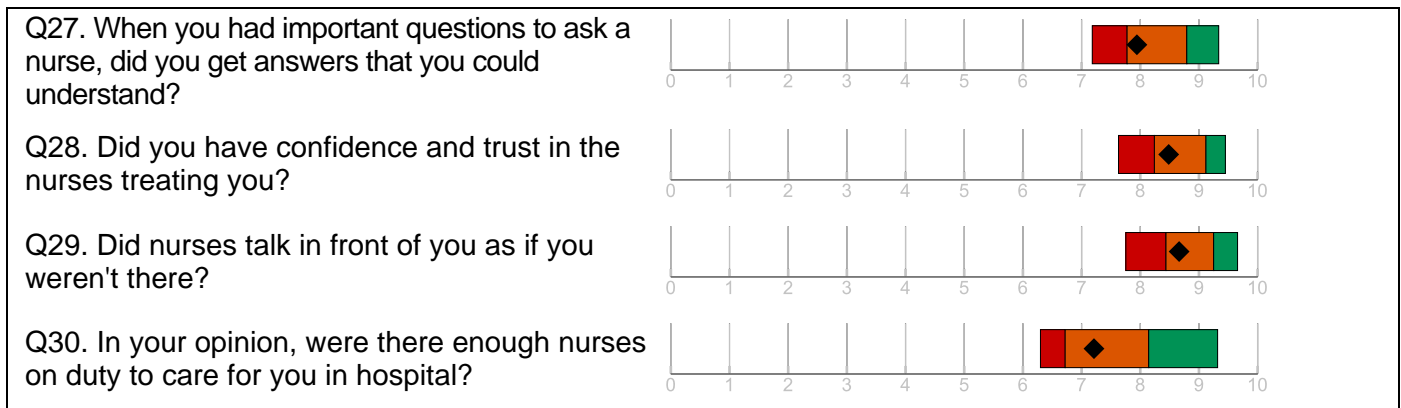 Q27. When you had important questions to ask a
nurse, did you get answers that you could
understand?
0 1 2 3 4 5 6 7 8 9 10
Q28. Did you have confidence and trust in the
nurses treating you?
0 1 2 3 4 5 6 7 8 9 10
Q29. Did nurses talk in front of you as if you
weren't there?
0 1 2 3 4 5 6 7 8 9 10
Q30. In your opinion, were there enough nurses
on duty to care for you in hospital?
0 1 2 3 4 5 6 7 8 9 10